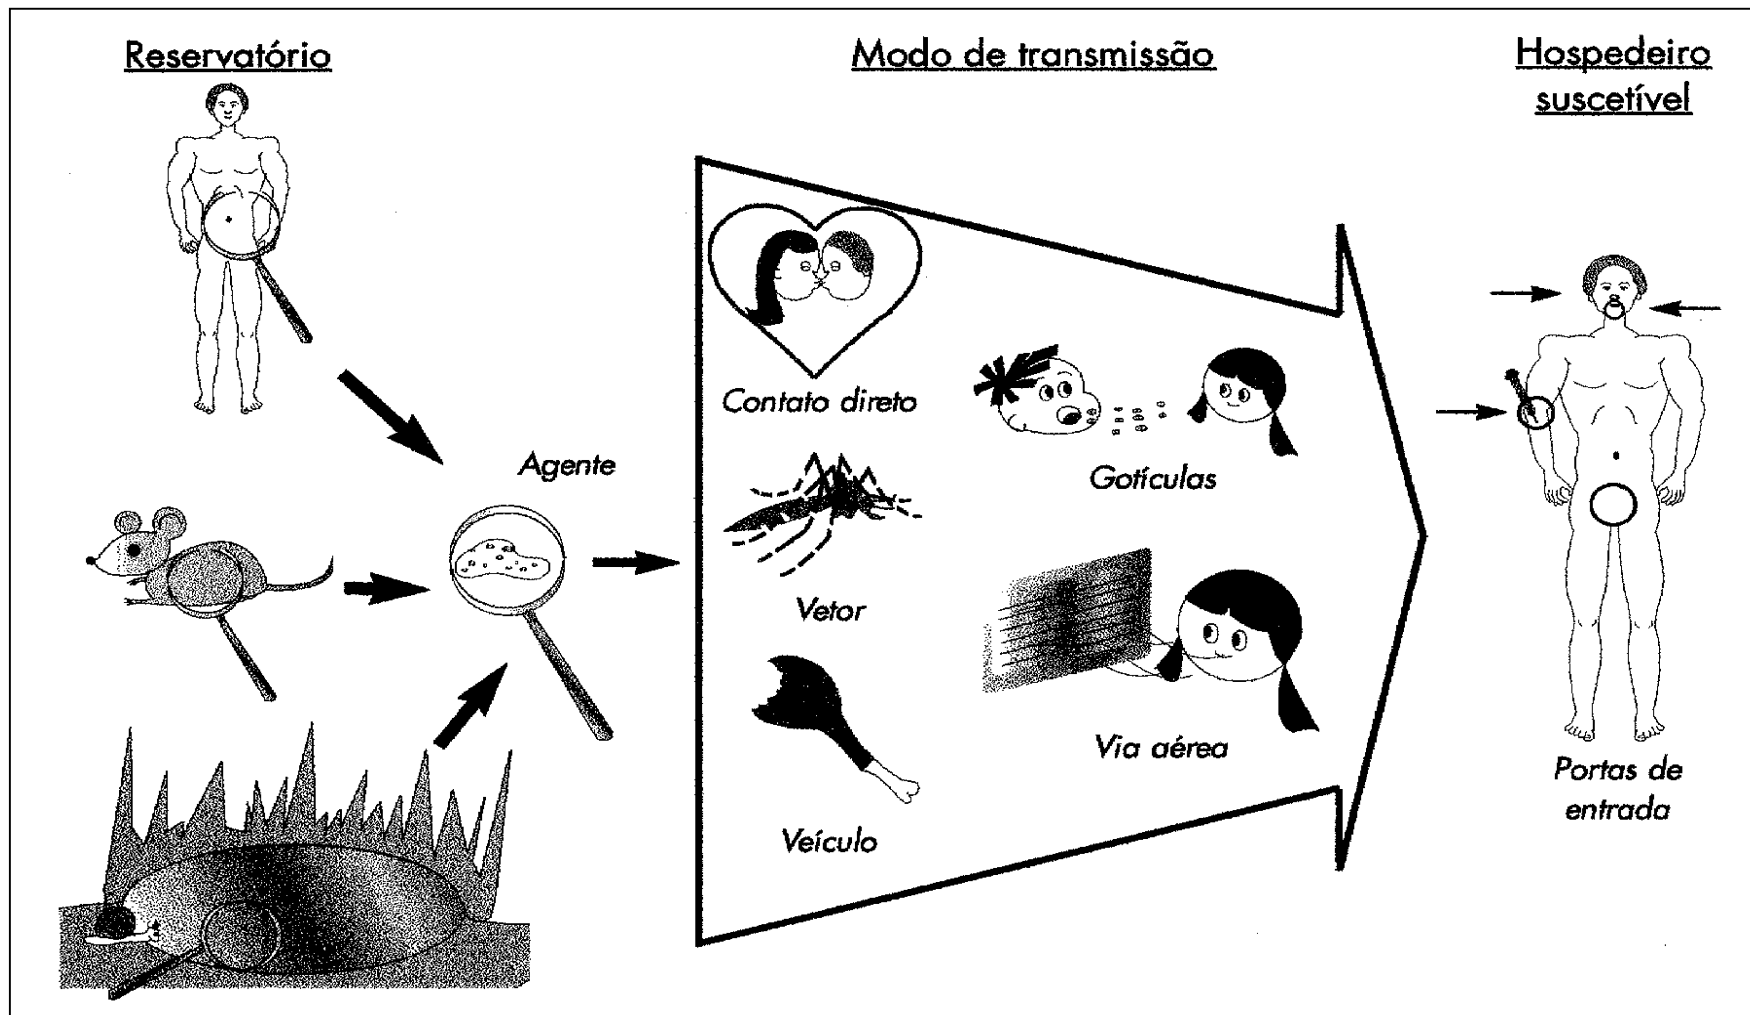 Reservatório
Modo de transmissão
Hospedeiro
suscetível
Agente
Contato direto
Gotículas
Vetor
Via aérea
Veículo
Portas de
entrada